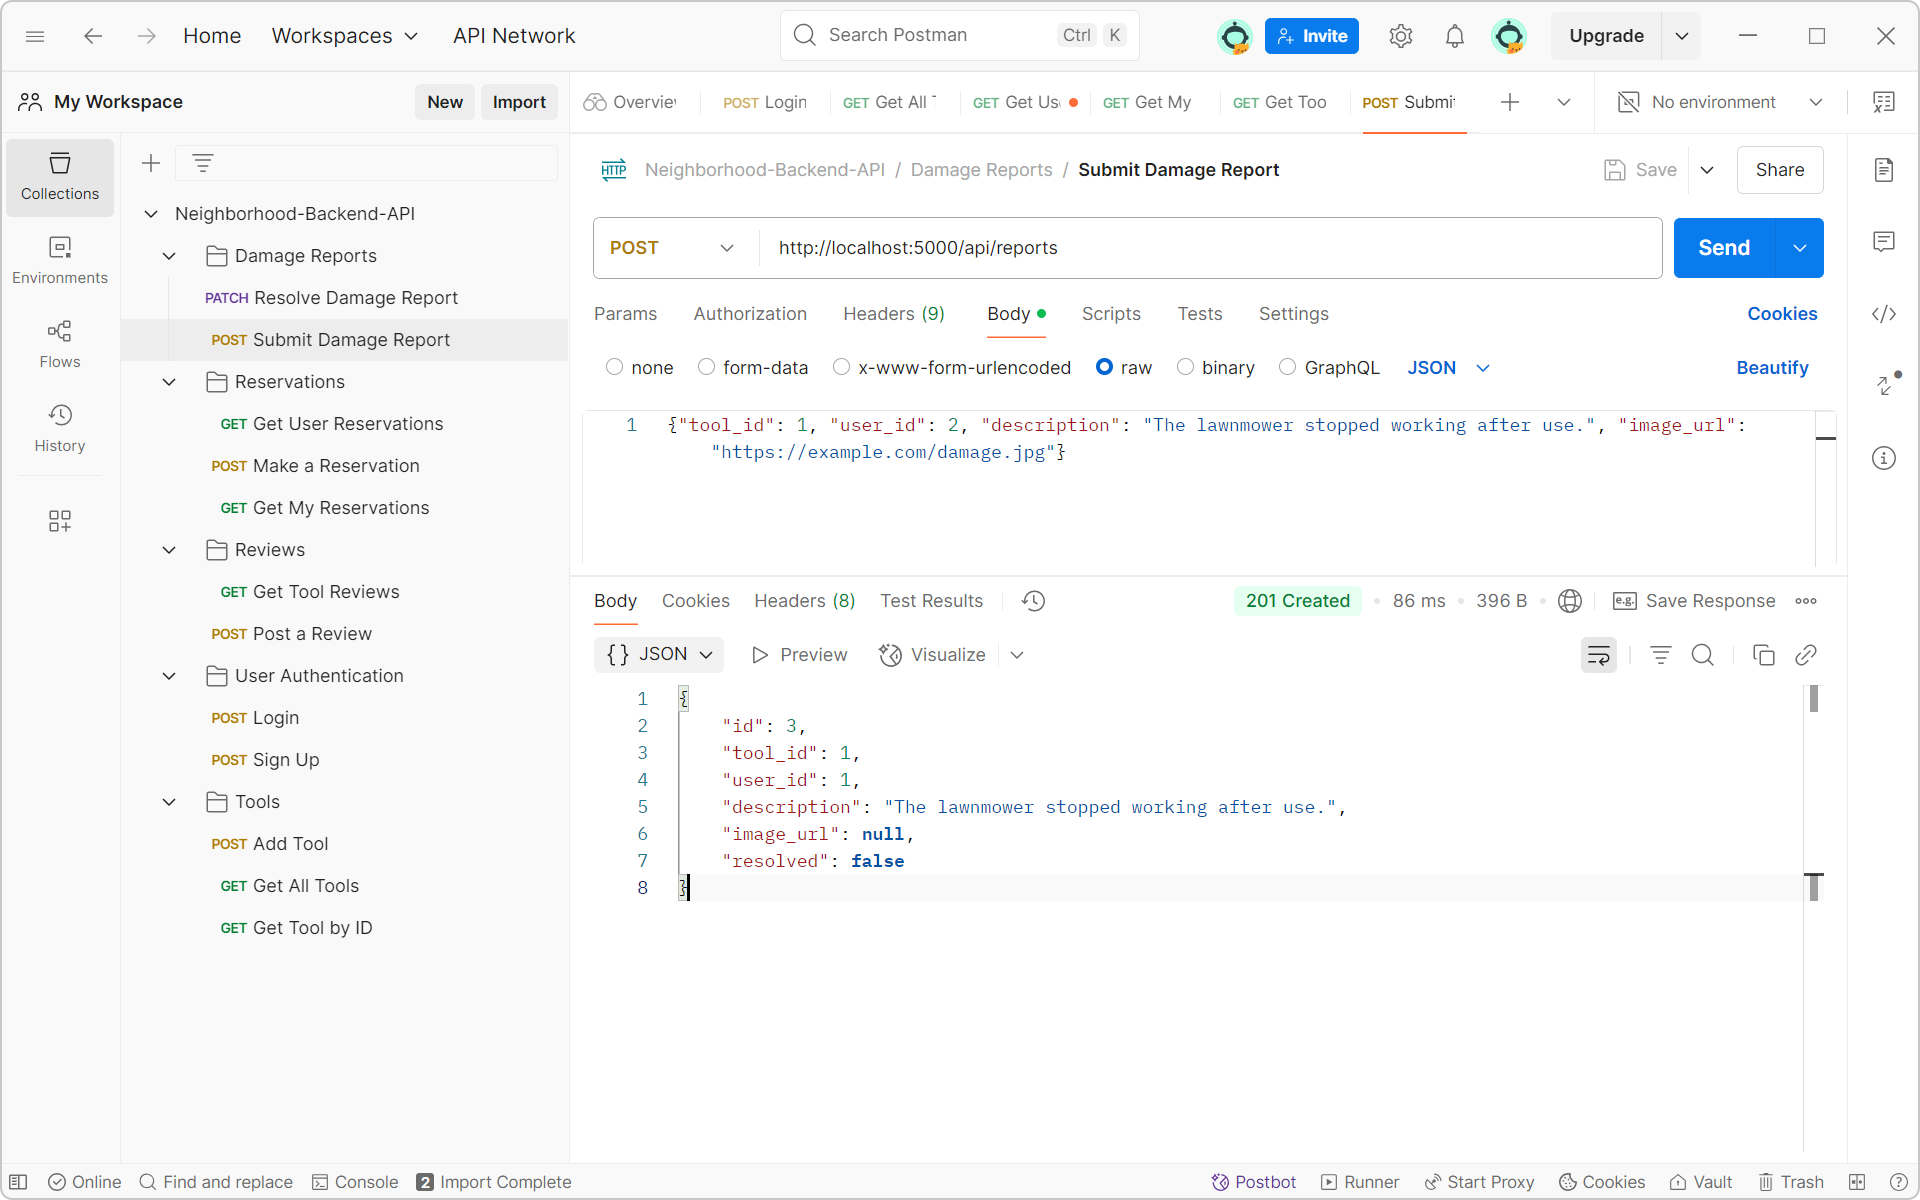 Home Workspaces API Network Search Postman Ctrl K Invite Upgrade
My Workspace New Import Overvie POST Login GET Get All GET Get Us GET Get My GET Get Too POST Submi No environment
Collections
Environments
Flows
History
Neighborhood-Backend-API
Damage Reports
PATCH Resolve Damage Report
POST Submit Damage Report
Reservations
GET Get User Reservations
POST Make a Reservation
GET Get My Reservations
Reviews
GET Get Tool Reviews
POST Post a Review
User Authentication
POST Login
POST Sign Up
Tools
POST Add Tool
GET Get All Tools
GET Get Tool by ID
HTTP Neighborhood-Backend-API / Damage Reports / Submit Damage Report Save Share
POST http://localhost:5000/api/reports Send
Params Authorization Headers (9) Body Scripts Tests Settings Cookies
none form-data x-www-form-urlencoded raw binary GraphQL JSON Beautify
1 {"tool_id": 1, "user_id": 2, "description": "The lawnmower stopped working after use.", "image_url":
"https://example.com/damage.jpg"}
Body Cookies Headers (8) Test Results 201 Created 86 ms 396 B e.g. Save Response
{} JSON Preview Visualize
1 {
2 "id": 3,
3 "tool_id": 1,
4 "user_id": 1,
5 "description": "The lawnmower stopped working after use.",
6 "image_url": null,
7 "resolved": false
8 }
Online Find and replace Console 2 Import Complete Postbot Runner Start Proxy Cookies Vault Trash